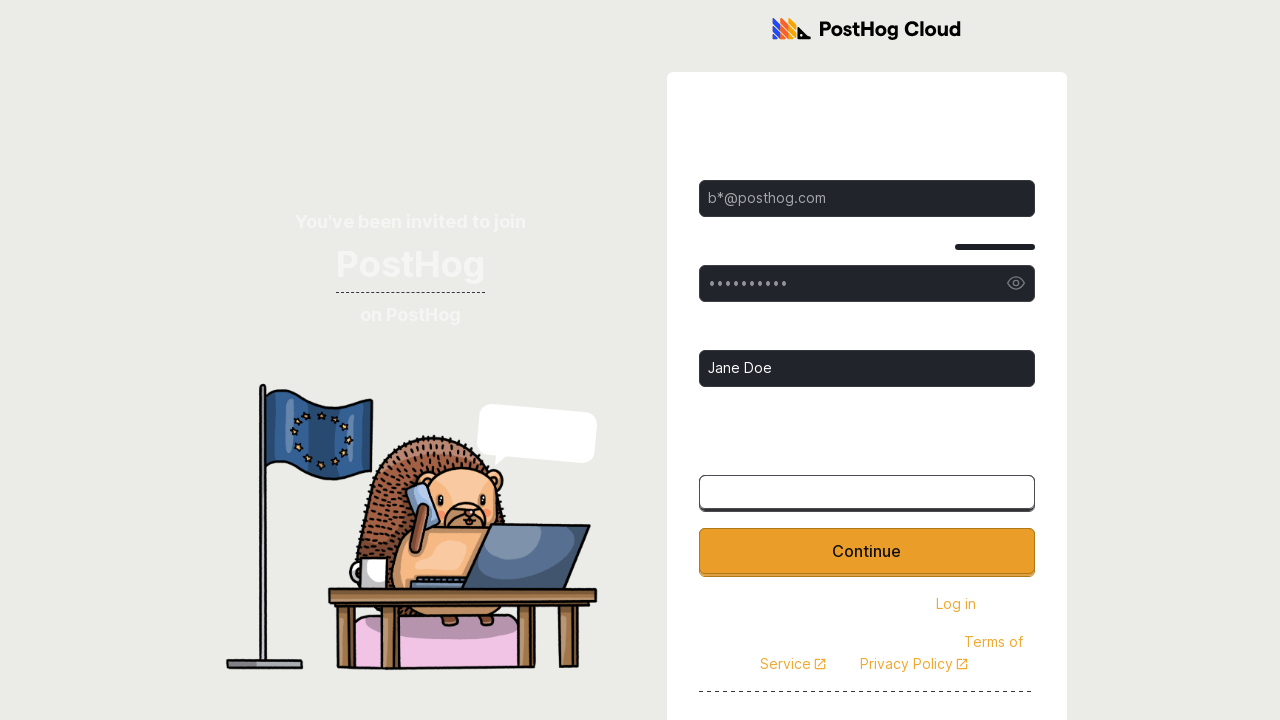 PostHog Cloud
You've been invited to join
PostHog
on PostHog
b*@posthog.com
••••••••••
Jane Doe
Continue
Log in
Terms of
Service
Privacy Policy